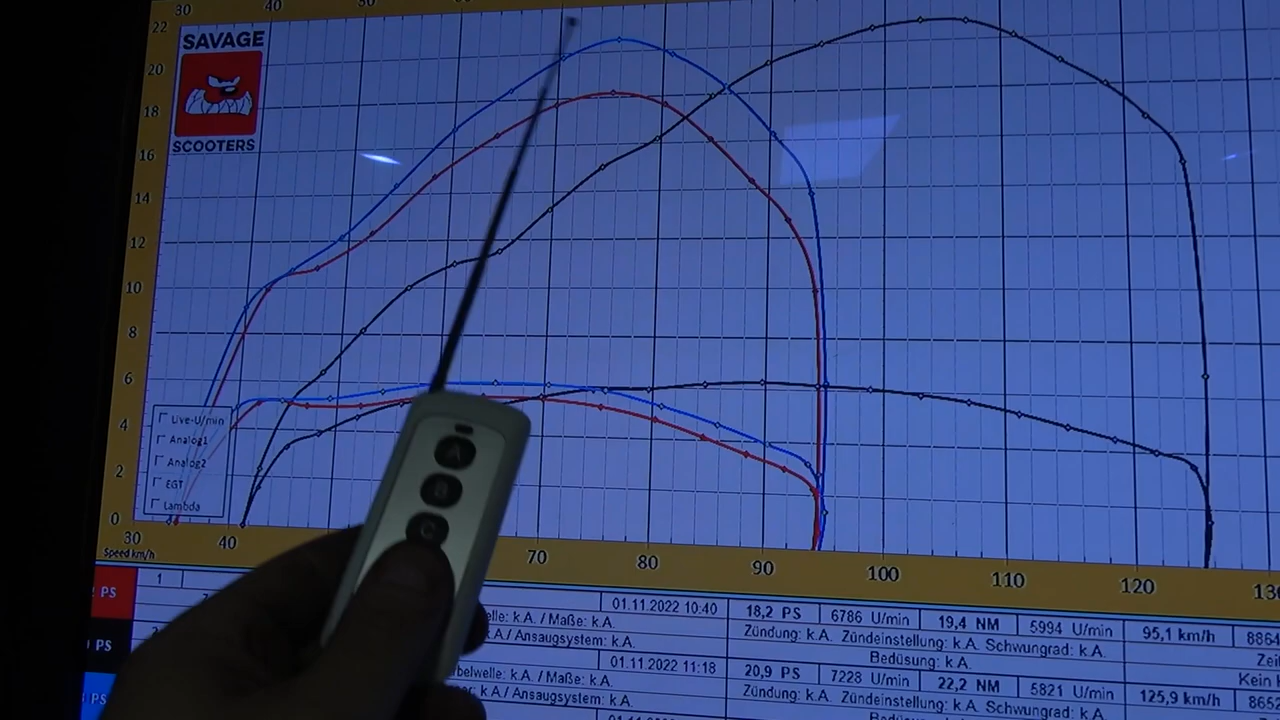 30 40 50
22
20
18
16
14
12
10
8
6
4
2
0
SAVAGE
SCOOTERS
Live-U/min
Analog1
Analog2
EGT
Lambda
30 40 70 80 90 100 110 120 130
Speed km/h
PS 1 01.11.2022 10:40 18,2 PS 6786 U/min 19,4 NM 5994 U/min 95,1 km/h 8864
k.A. / Maße: k.A. Zündung: k.A. Zündeinstellung: k.A. Schwungrad: k.A.
k.A./ Ansaugsystem: k.A. Bedüsung: k.A.
PS 01.11.2022 11:18 20,9 PS 7228 U/min 22,2 NM 5821 U/min 125,9 km/h 8652
k.A. / Maße: k.A. Zündung: k.A. Zündeinstellung: k.A. Schwungrad: k.A.
k.A./ Ansaugsystem: k.A.
PS